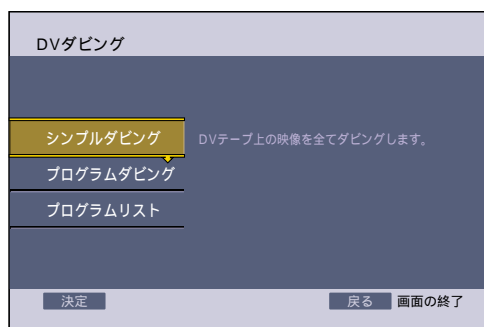 DVダビング
シンプルダビング
DVテープ上の映像を全てダビングします。
プログラムダビング
プログラムリスト
決定
戻る 画面の終了